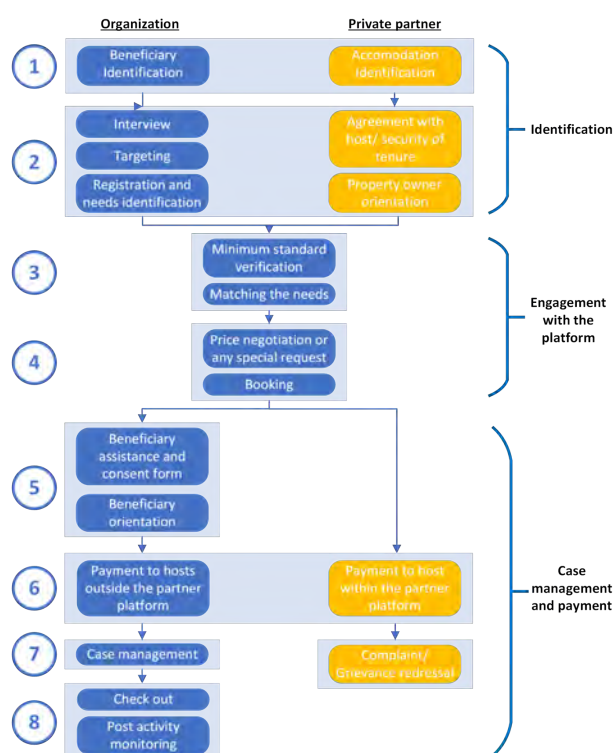 Organization
Private partner
1
Beneficiary
Identification
Accomodation
Identification
2
Interview
Targeting
Registration and
needs identification
Agreement with
host/ security of
tenure
Property owner
orientation
Identification
3
Minimum standard
verification
Matching the needs
4
Price negotiation or
any special request
Booking
Engagement
with the
platform
5
Beneficiary
assistance and
consent form
Beneficiary
orientation
6
Payment to hosts
outside the partner
platform
Payment to host
within the partner
platform
Case
management
and payment
7
Case management
Complaint/
Grievance redressal
8
Check out
Post activity
monitoring